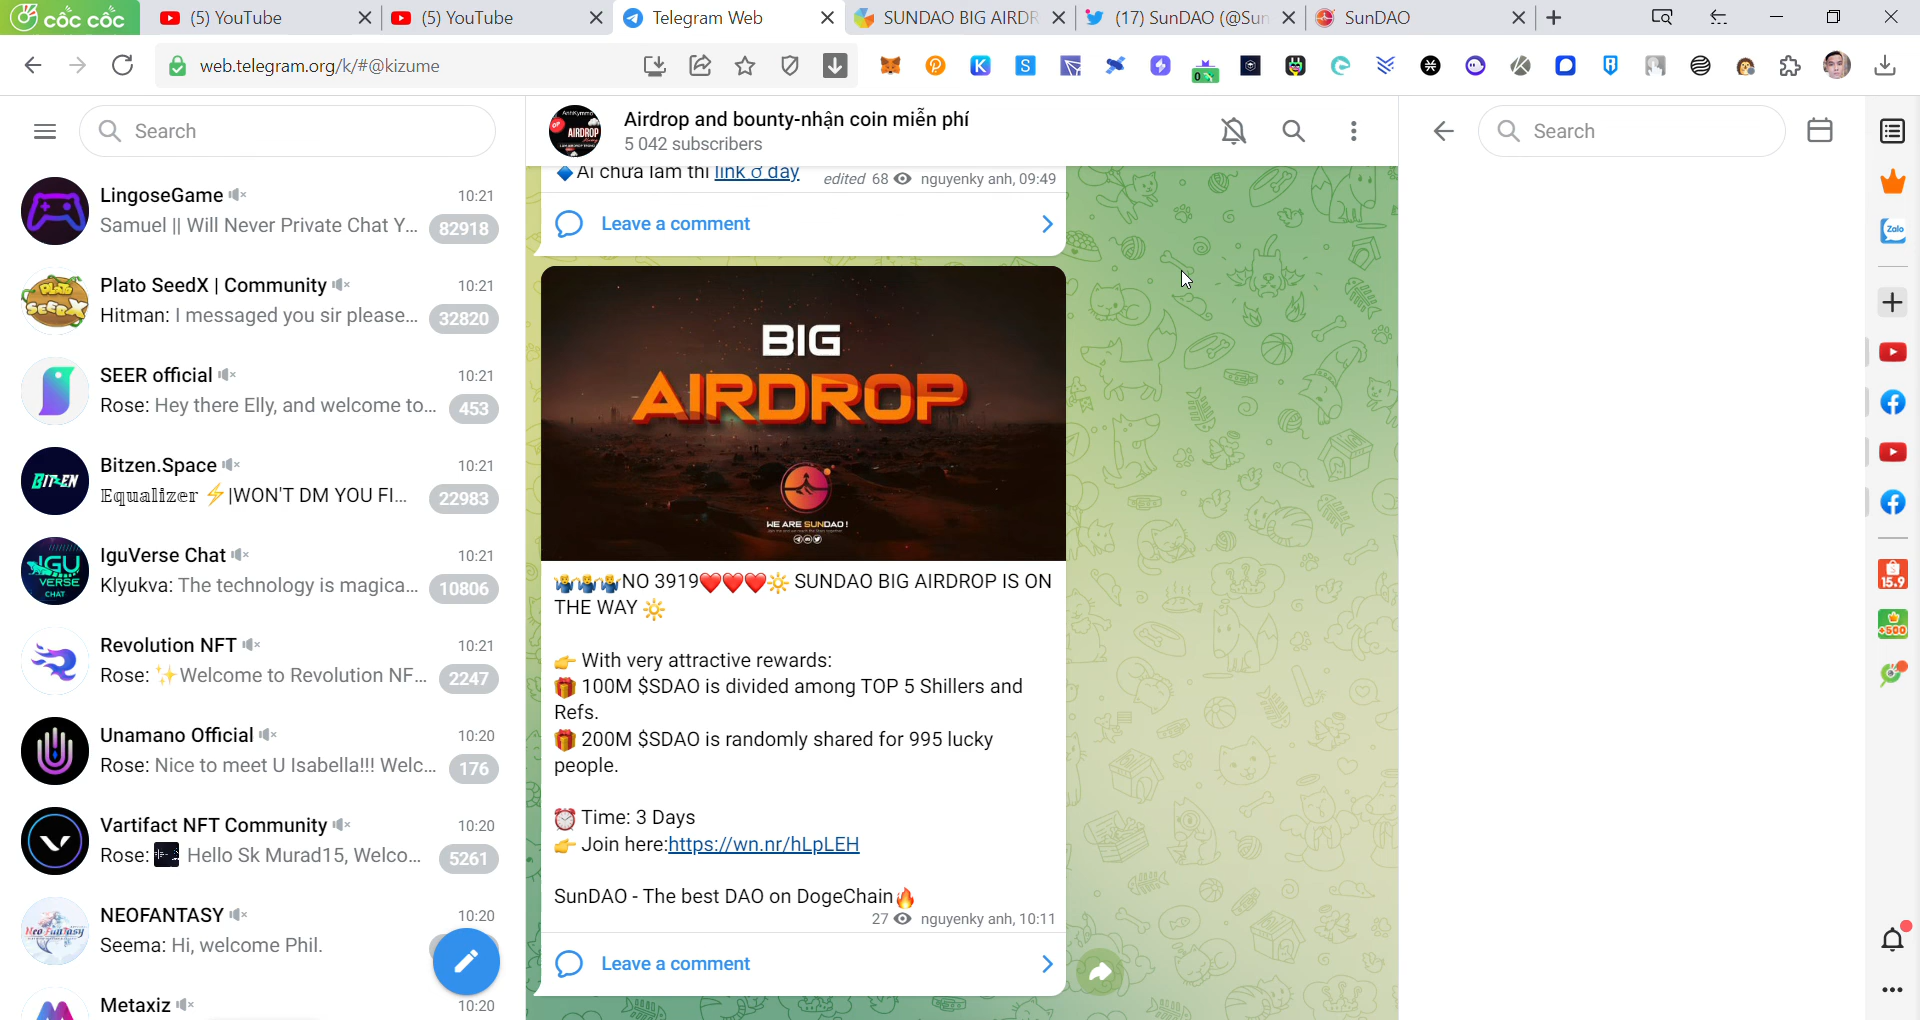 cốc cốc
(5) YouTube
(5) YouTube
Telegram Web
SUNDAO BIG AIRDR
(17) SunDAO (@Sun
SunDAO
web.telegram.org/k/#@kizume
Search
Airdrop and bounty-nhận coin miễn phí
5 042 subscribers
Search
LingoseGame
10:21
Samuel || Will Never Private Chat Y...
82918
Plato SeedX | Community
10:21
Hitman: I messaged you sir please...
32820
SEER official
10:21
Rose: Hey there Elly, and welcome to...
453
Bitzen.Space
10:21
𝔼𝕢𝕦𝕒𝕝𝕚𝕫𝕖𝕣 ⚡|WON'T DM YOU FI...
22983
IguVerse Chat
10:21
Klyukva: The technology is magica...
10806
Revolution NFT
10:21
Rose: ✨Welcome to Revolution NF...
2247
Unamano Official
10:20
Rose: Nice to meet U Isabella!!! Welc...
176
Vartifact NFT Community
10:20
Rose: Hello Sk Murad15, Welco...
5261
NEOFANTASY
10:20
Seema: Hi, welcome Phil.
Metaxiz
10:20
🔷Ai chưa làm thì link ở đây
edited 68 nguyenky anh, 09:49
Leave a comment
BIG
AIRDROP
WE ARE SUNDAO !
🤷‍♂️🤷‍♂️🤷‍♂️NO 3919❤️❤️❤️🔆 SUNDAO BIG AIRDROP IS ON
THE WAY 🔆
👉 With very attractive rewards:
🎁 100M $SDAO is divided among TOP 5 Shillers and
Refs.
🎁 200M $SDAO is randomly shared for 995 lucky
people.
⏰ Time: 3 Days
👉 Join here:https://wn.nr/hLpLEH
SunDAO - The best DAO on DogeChain🔥
27 nguyenky anh, 10:11
Leave a comment
Zalo
15.9
+500